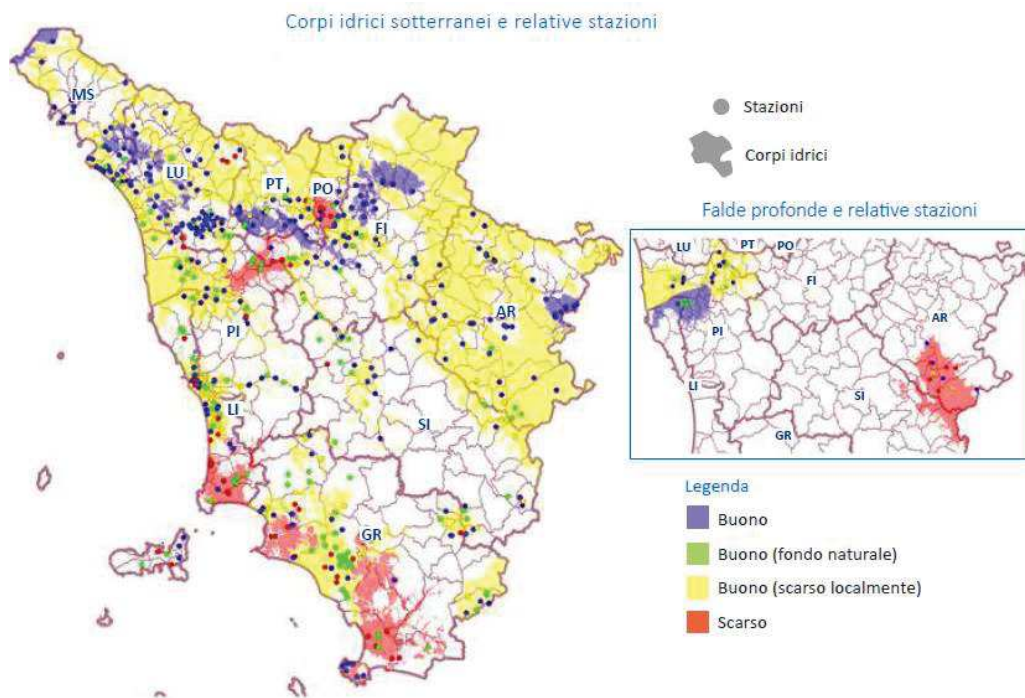 Corpi idrici sotterranei e relative stazioni
MS
LU
PT
PO
FI
PI
AR
LI
SI
GR
Stazioni
Corpi idrici
Falde profonde e relative stazioni
LU
PT
PO
FI
AR
PI
LI
SI
GR
Legenda
Buono
Buono (fondo naturale)
Buono (scarso localmente)
Scarso